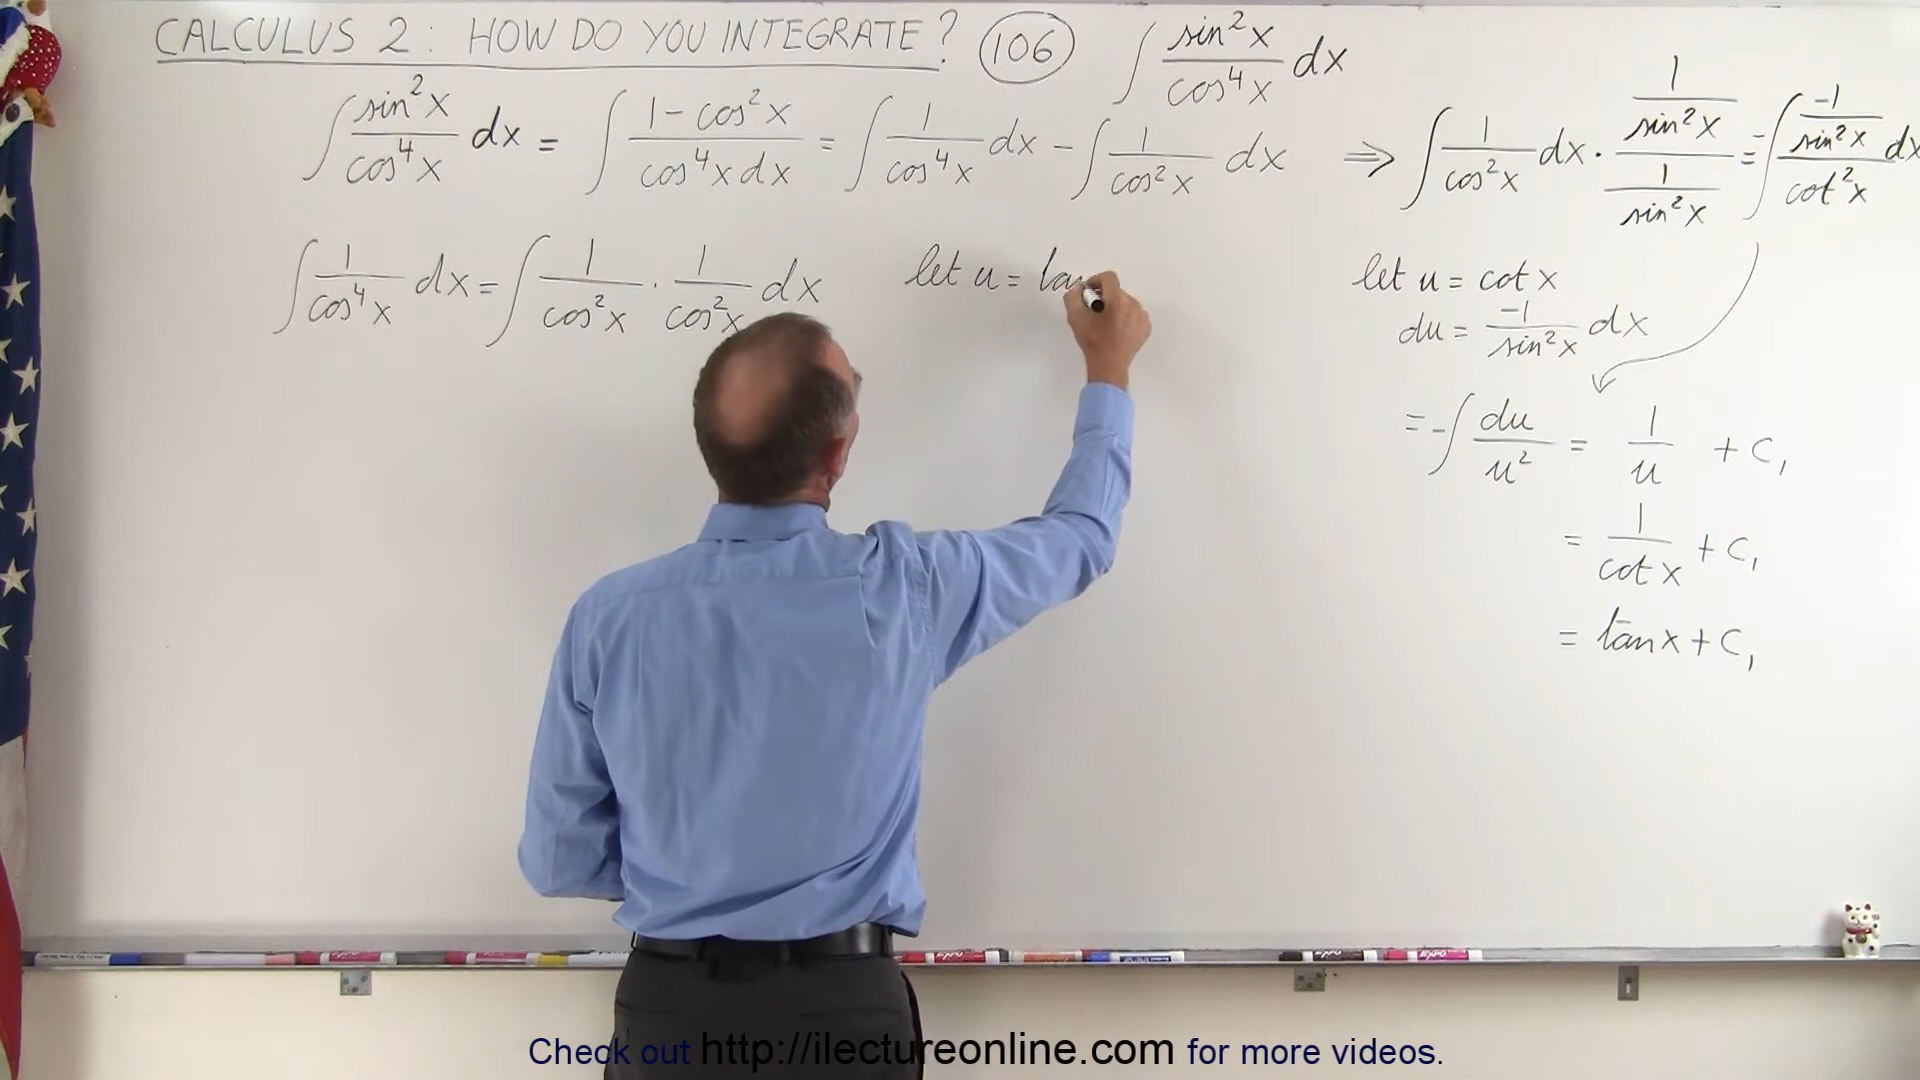 CALCULUS 2: HOW DO YOU INTEGRATE? 106 ∫ sin²x/cos⁴x dx
∫ sin²x/cos⁴x dx = ∫ 1-cos²x/cos⁴x dx = ∫ 1/cos⁴x dx - ∫ 1/cos²x dx ⇒ ∫ 1/cos²x dx · (1/sin²x)/(1/sin²x) = -∫ (-1/sin²x)/cot²x dx
∫ 1/cos⁴x dx = ∫ 1/cos²x · 1/cos²x dx
let u = tan
let u = cot x
du = -1/sin²x dx
= -∫ du/u² = 1/u + C₁
= 1/cot x + C₁
= tan x + C₁
EXPO
Check out http://ilectureonline.com for more videos.